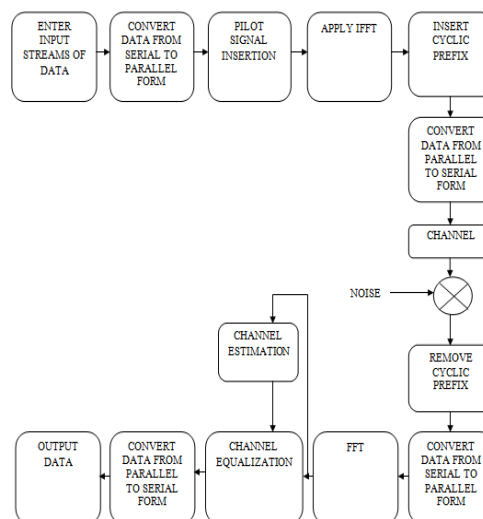 ENTER
INPUT
STREAMS OF
DATA
CONVERT
DATA FROM
SERIAL TO
PARALLEL
FORM
PILOT
SIGNAL
INSERTION
APPLY IFFT
INSERT
CYCLIC
PREFIX
CONVERT
DATA FROM
PARALLEL
TO SERIAL
FORM
CHANNEL
NOISE
CHANNEL
ESTIMATION
REMOVE
CYCLIC
PREFIX
OUTPUT
DATA
CONVERT
DATA FROM
PARALLEL
TO SERIAL
FORM
CHANNEL
EQUALIZATION
FFT
CONVERT
DATA FROM
SERIAL TO
PARALLEL
FORM